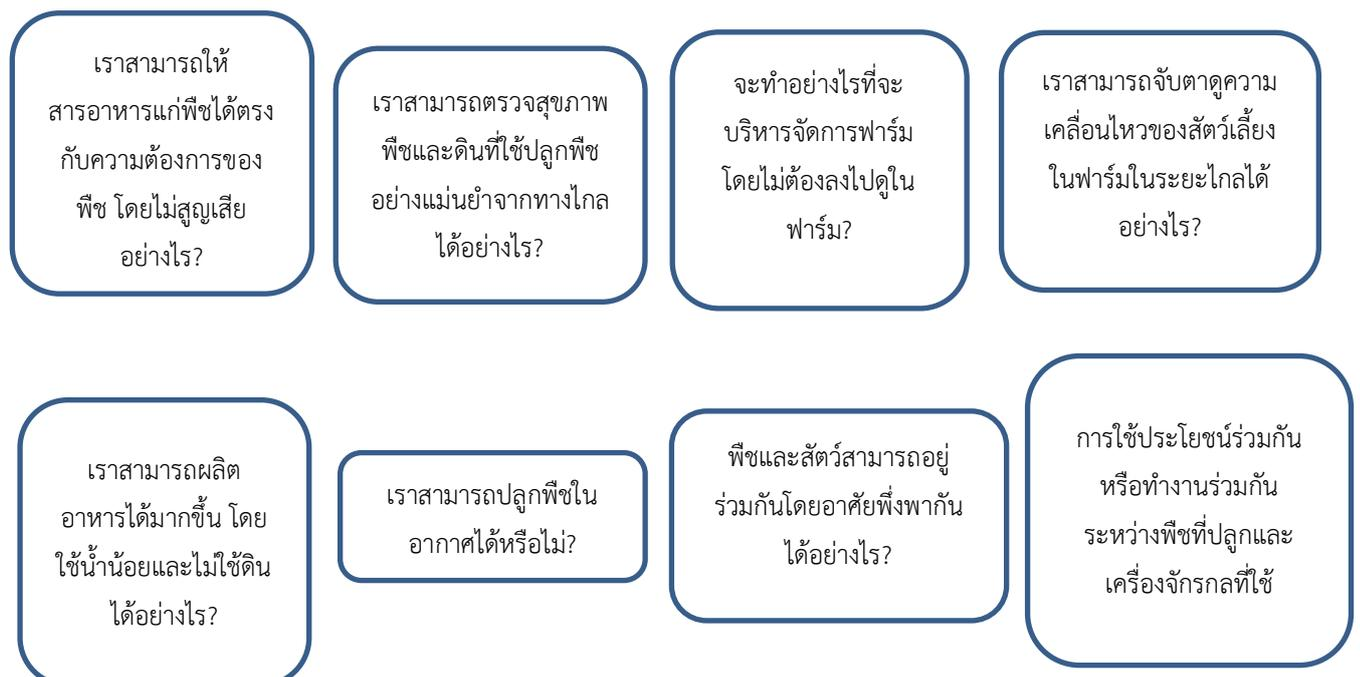 เราสามารถให้
สารอาหารแก่พืชได้ตรง
กับความต้องการของ
พืช โดยไม่สูญเสีย
อย่างไร?
เราสามารถตรวจสุขภาพ
พืชและดินที่ใช้ปลูกพืช
อย่างแม่นยำจากทางไกล
ได้อย่างไร?
จะทำอย่างไรที่จะ
บริหารจัดการฟาร์ม
โดยไม่ต้องลงไปดูใน
ฟาร์ม?
เราสามารถจับตาดูความ
เคลื่อนไหวของสัตว์เลี้ยง
ในฟาร์มในระยะไกลได้
อย่างไร?
เราสามารถผลิต
อาหารได้มากขึ้น โดย
ใช้น้ำน้อยและไม่ใช้ดิน
ได้อย่างไร?
เราสามารถปลูกพืชใน
อากาศได้หรือไม่?
พืชและสัตว์สามารถอยู่
ร่วมกันโดยอาศัยพึ่งพากัน
ได้อย่างไร?
การใช้ประโยชน์ร่วมกัน
หรือทำงานร่วมกัน
ระหว่างพืชที่ปลูกและ
เครื่องจักรกลที่ใช้